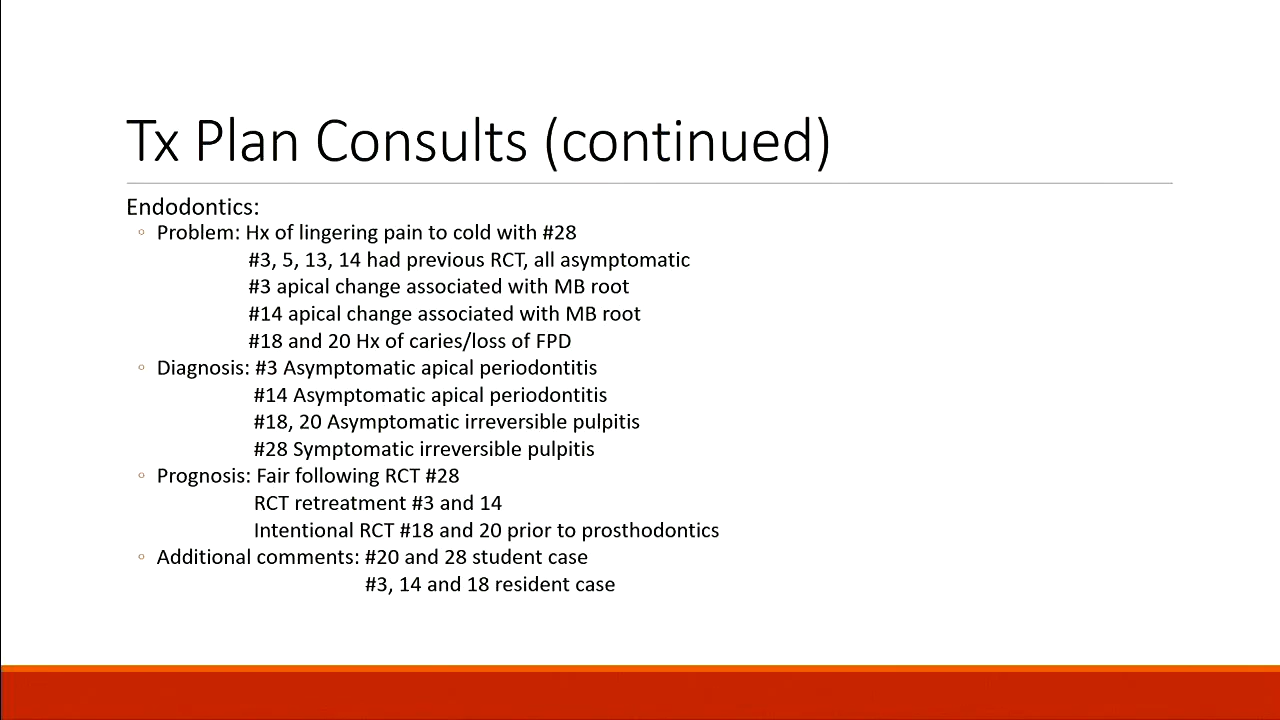 Tx Plan Consults (continued)
Endodontics:
◦ Problem: Hx of lingering pain to cold with #28
#3, 5, 13, 14 had previous RCT, all asymptomatic
#3 apical change associated with MB root
#14 apical change associated with MB root
#18 and 20 Hx of caries/loss of FPD
◦ Diagnosis: #3 Asymptomatic apical periodontitis
#14 Asymptomatic apical periodontitis
#18, 20 Asymptomatic irreversible pulpitis
#28 Symptomatic irreversible pulpitis
◦ Prognosis: Fair following RCT #28
RCT retreatment #3 and 14
Intentional RCT #18 and 20 prior to prosthodontics
◦ Additional comments: #20 and 28 student case
#3, 14 and 18 resident case